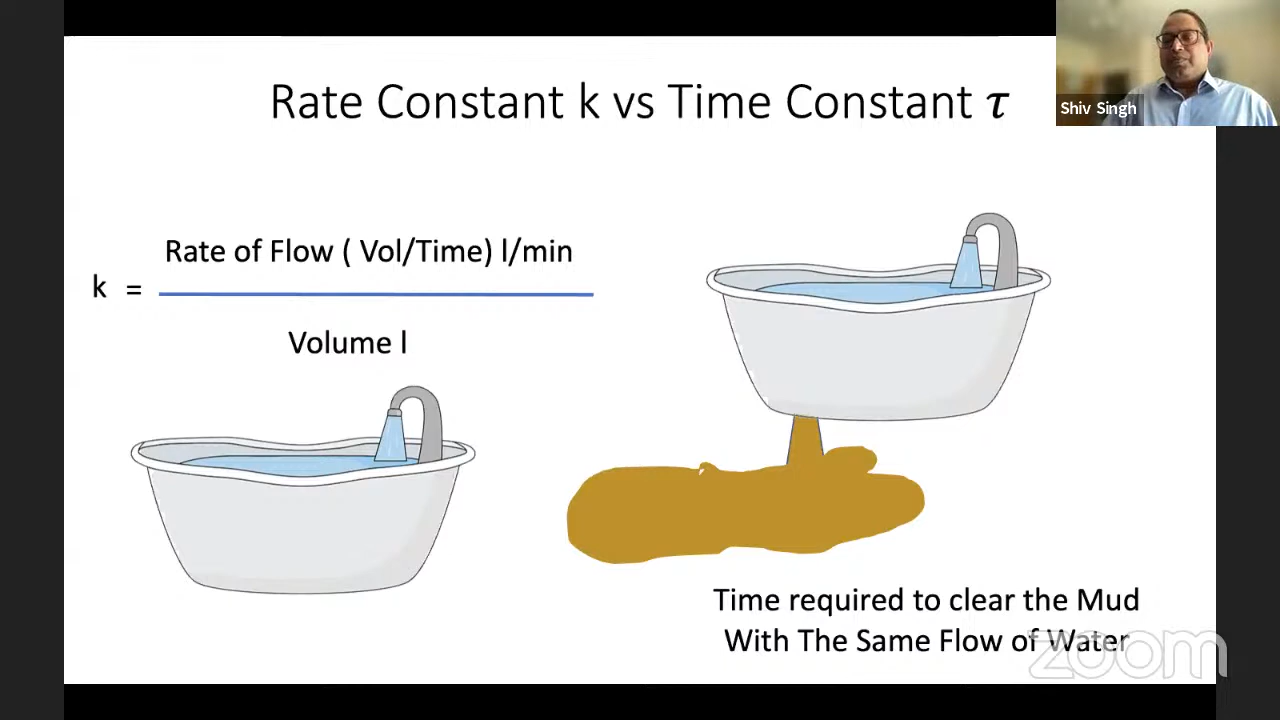 Rate Constant k vs Time Constant τ
Shiv Singh
Rate of Flow ( Vol/Time) l/min
k =
Volume l
Time required to clear the Mud
With The Same Flow of Water
zoom